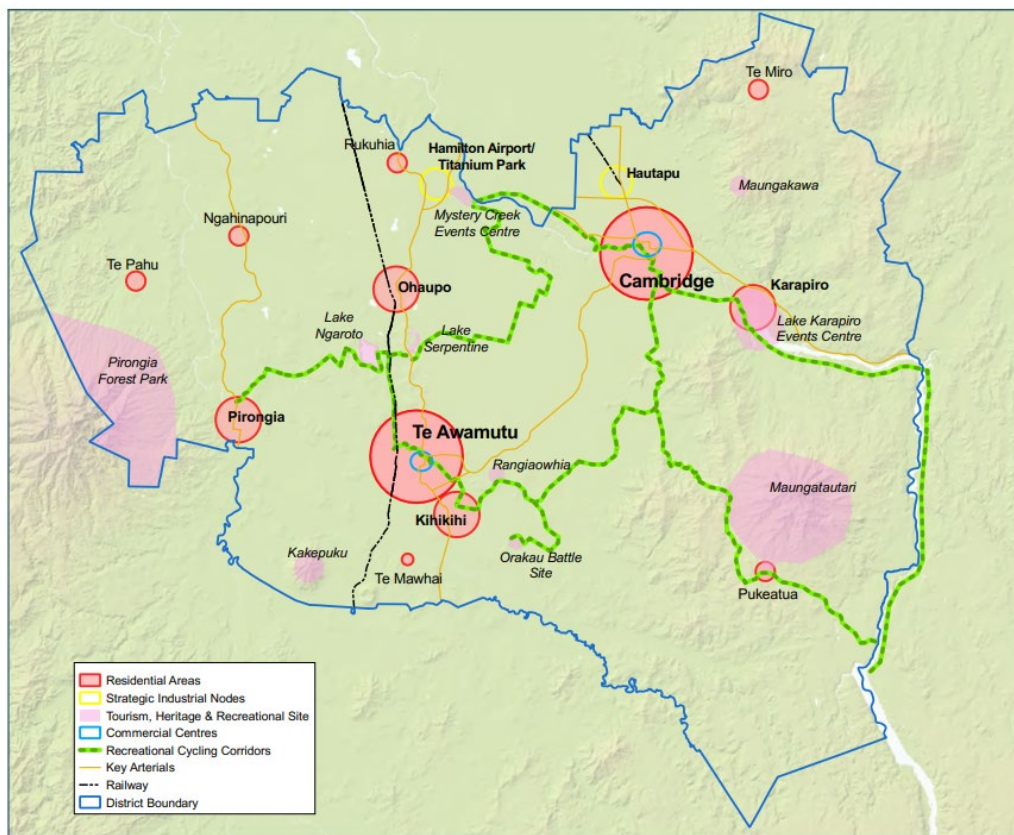 Te Miro
Rukuhia
Hamilton Airport/
Titanium Park
Hautapu
Maungakawa
Ngahinapouri
Mystery Creek
Events Centre
Te Pahu
Ohaupo
Cambridge
Karapiro
Lake
Ngaroto
Lake
Serpentine
Lake Karapiro
Events Centre
Pirongia
Forest Park
Pirongia
Te Awamutu
Rangiaowhia
Maungatautari
Kihikihi
Kakepuku
Te Mawhai
Orakau Battle
Site
Pukeatua
Residential Areas
Strategic Industrial Nodes
Tourism, Heritage & Recreational Site
Commercial Centres
Recreational Cycling Corridors
Key Arterials
Railway
District Boundary